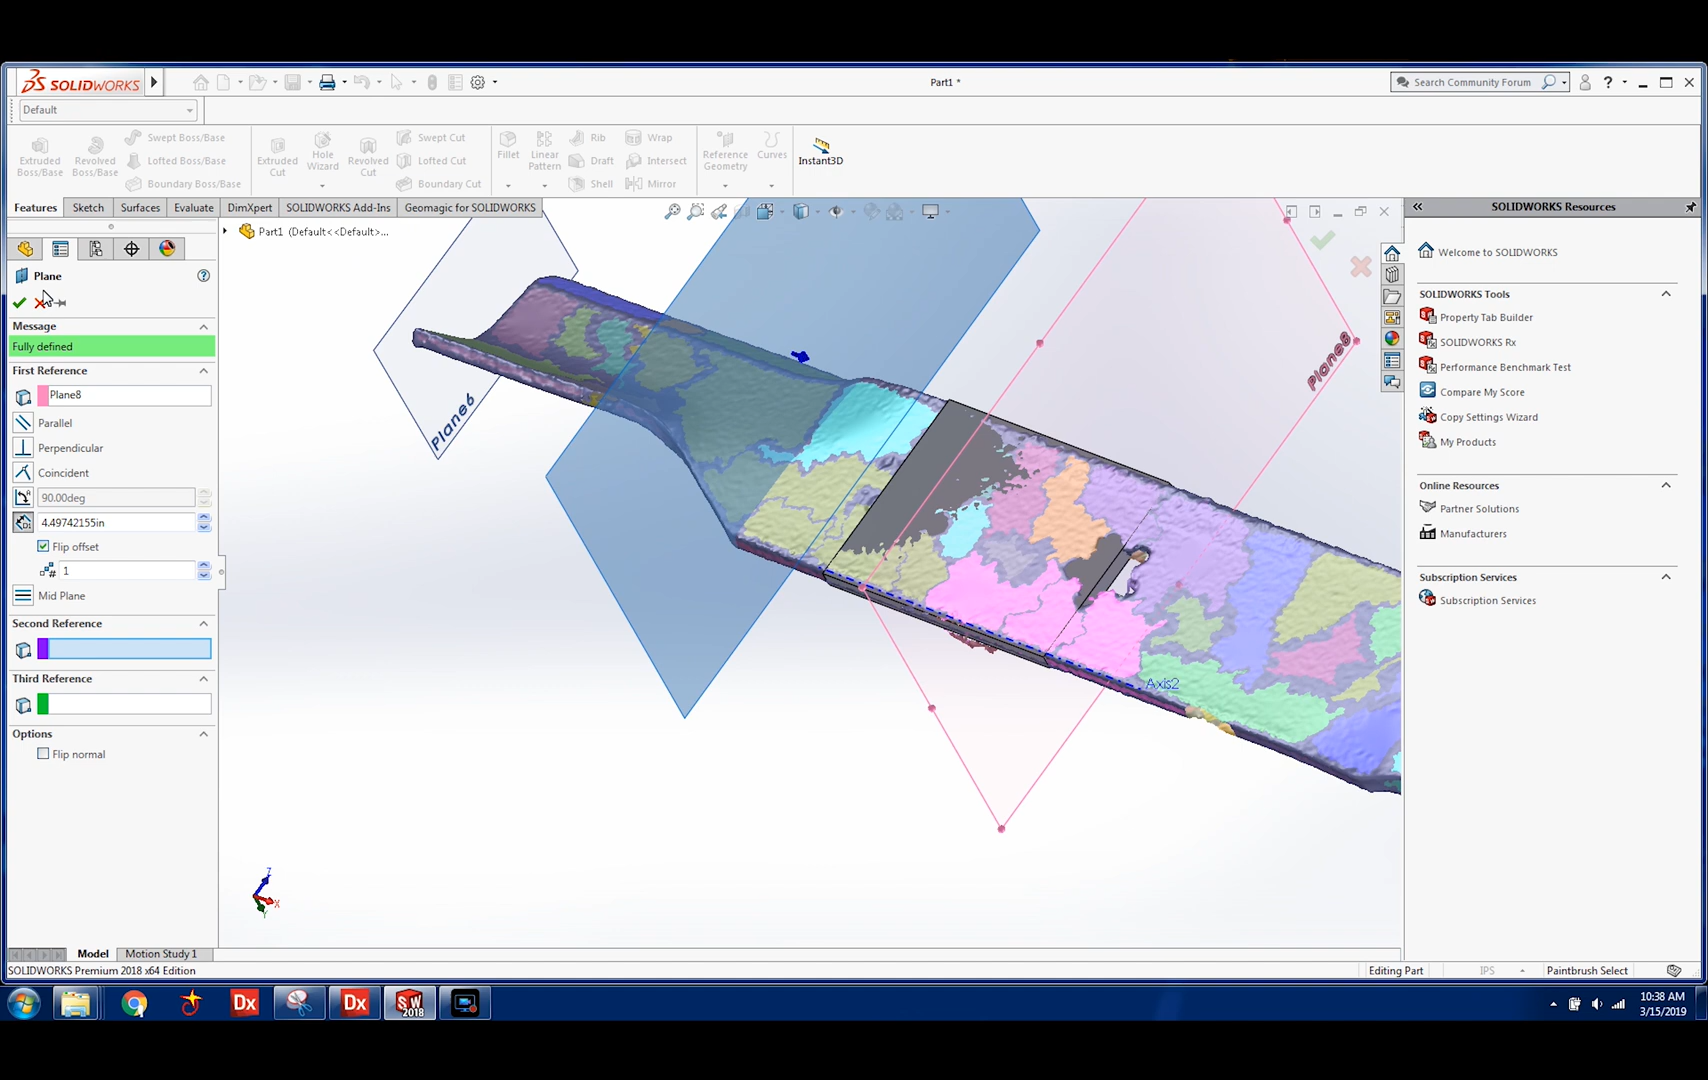 SOLIDWORKS
Part1 *
Search Community Forum
?
Default
Extruded Boss/Base
Revolved Boss/Base
Swept Boss/Base
Lofted Boss/Base
Boundary Boss/Base
Extruded Cut
Hole Wizard
Revolved Cut
Swept Cut
Lofted Cut
Boundary Cut
Fillet
Linear Pattern
Rib
Draft
Shell
Wrap
Intersect
Mirror
Reference Geometry
Curves
Instant3D
Features
Sketch
Surfaces
Evaluate
DimXpert
SOLIDWORKS Add-Ins
Geomagic for SOLIDWORKS
Part1 (Default<<Default>...
Plane
?
Message
Fully defined
First Reference
Plane8
Parallel
Perpendicular
Coincident
90.00deg
4.49742155in
Flip offset
1
Mid Plane
Second Reference
Third Reference
Options
Flip normal
Plane6
Plane8
Axis2
Z
X
Y
SOLIDWORKS Resources
Welcome to SOLIDWORKS
SOLIDWORKS Tools
Property Tab Builder
SOLIDWORKS Rx
Performance Benchmark Test
Compare My Score
Copy Settings Wizard
My Products
Online Resources
Partner Solutions
Manufacturers
Subscription Services
Subscription Services
Model
Motion Study 1
SOLIDWORKS Premium 2018 x64 Edition
Editing Part
IPS
Paintbrush Select
Dx
Dx
SW
2018
10:38 AM
3/15/2019